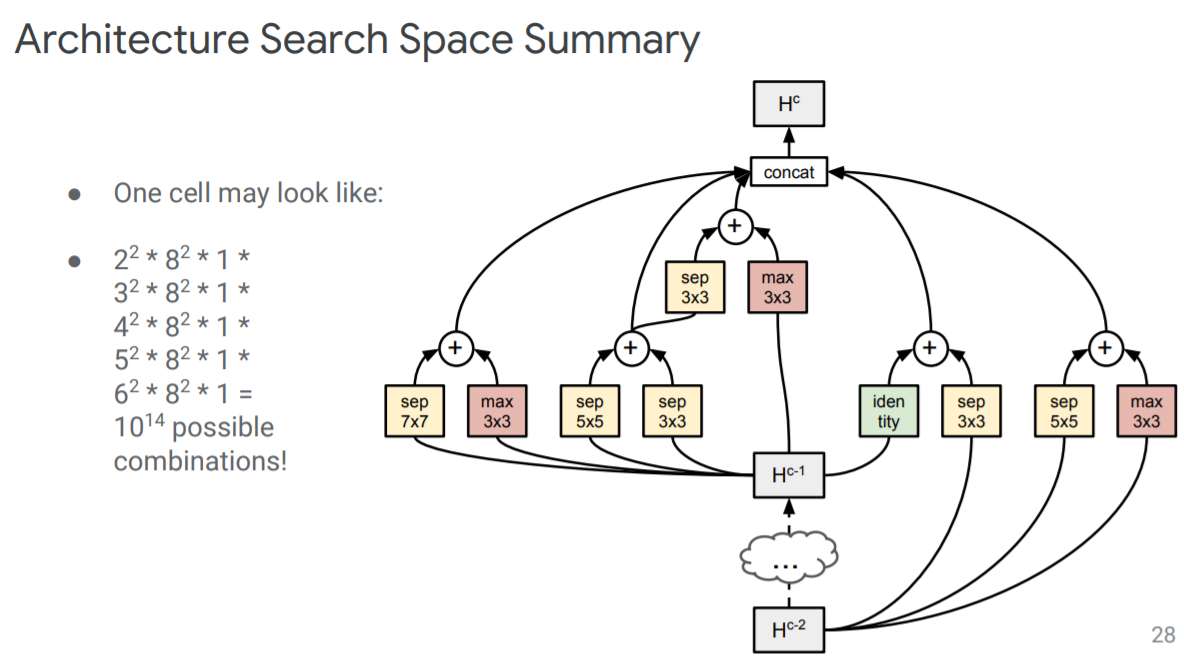 Architecture Search Space Summary
● One cell may look like:
● 2² * 8² * 1 *
3² * 8² * 1 *
4² * 8² * 1 *
5² * 8² * 1 *
6² * 8² * 1 =
10¹⁴ possible
combinations!
Hᶜ
concat
+
sep
3x3
max
3x3
+
+
+
+
sep
7x7
max
3x3
sep
5x5
sep
3x3
iden
tity
sep
3x3
sep
5x5
max
3x3
Hᶜ⁻¹
...
Hᶜ⁻²
28